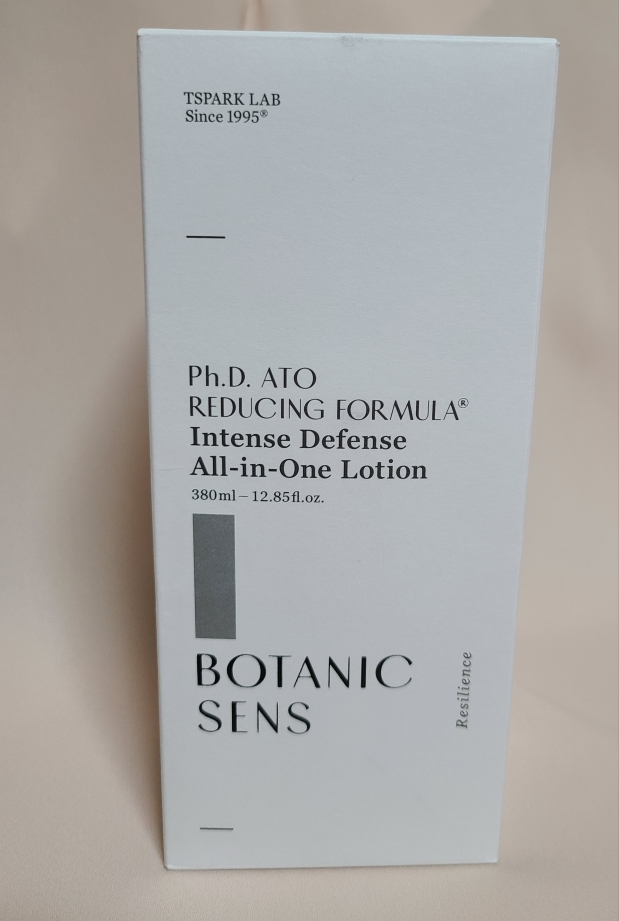 TSPARK LAB
Since 1995®
Ph.D. ATO
REDUCING FORMULA®
Intense Defense
All-in-One Lotion
380ml – 12.85fl.oz.
BOTANIC
SENS
Resilience